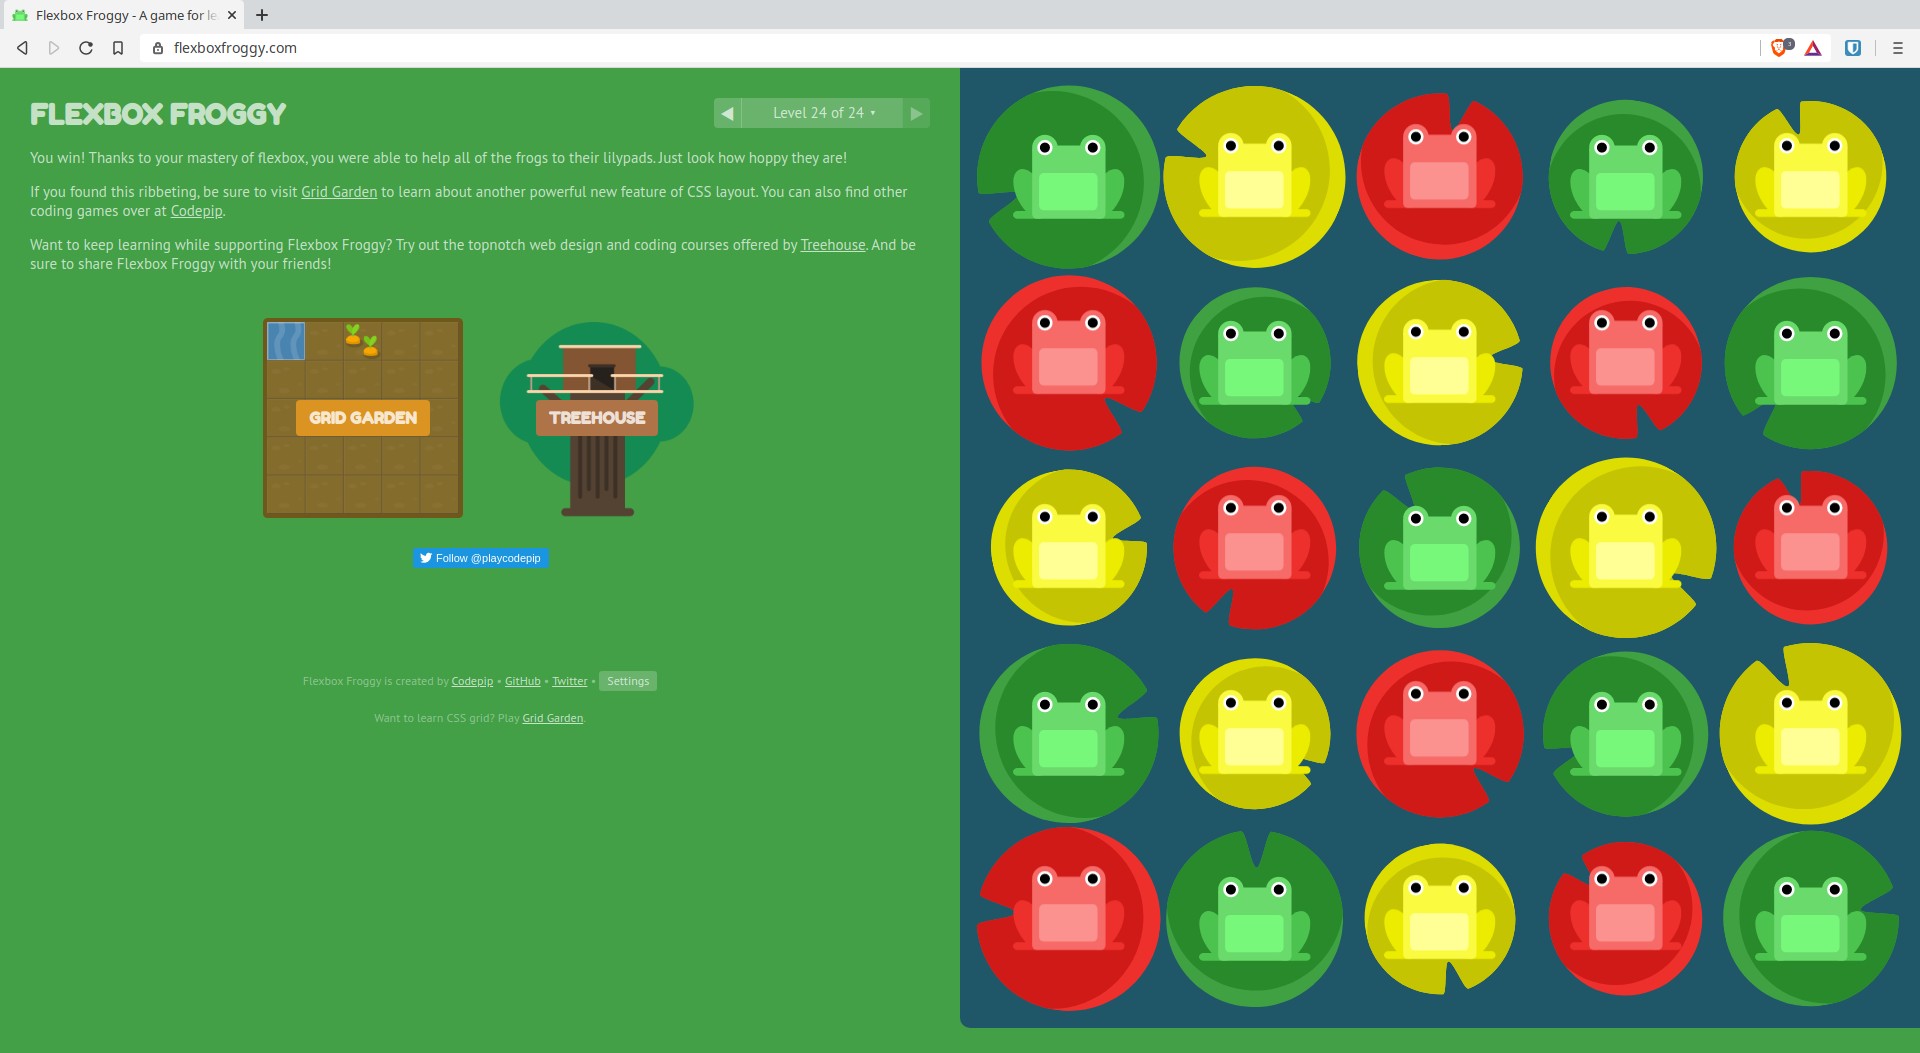 Flexbox Froggy - A game for le
flexboxfroggy.com
3
FLEXBOX FROGGY
◀ Level 24 of 24 ▾ ▶
You win! Thanks to your mastery of flexbox, you were able to help all of the frogs to their lilypads. Just look how hoppy they are!
If you found this ribbeting, be sure to visit Grid Garden to learn about another powerful new feature of CSS layout. You can also find other
coding games over at Codepip.
Want to keep learning while supporting Flexbox Froggy? Try out the topnotch web design and coding courses offered by Treehouse. And be
sure to share Flexbox Froggy with your friends!
GRID GARDEN
TREEHOUSE
Follow @playcodepip
Flexbox Froggy is created by Codepip • GitHub • Twitter • Settings
Want to learn CSS grid? Play Grid Garden.